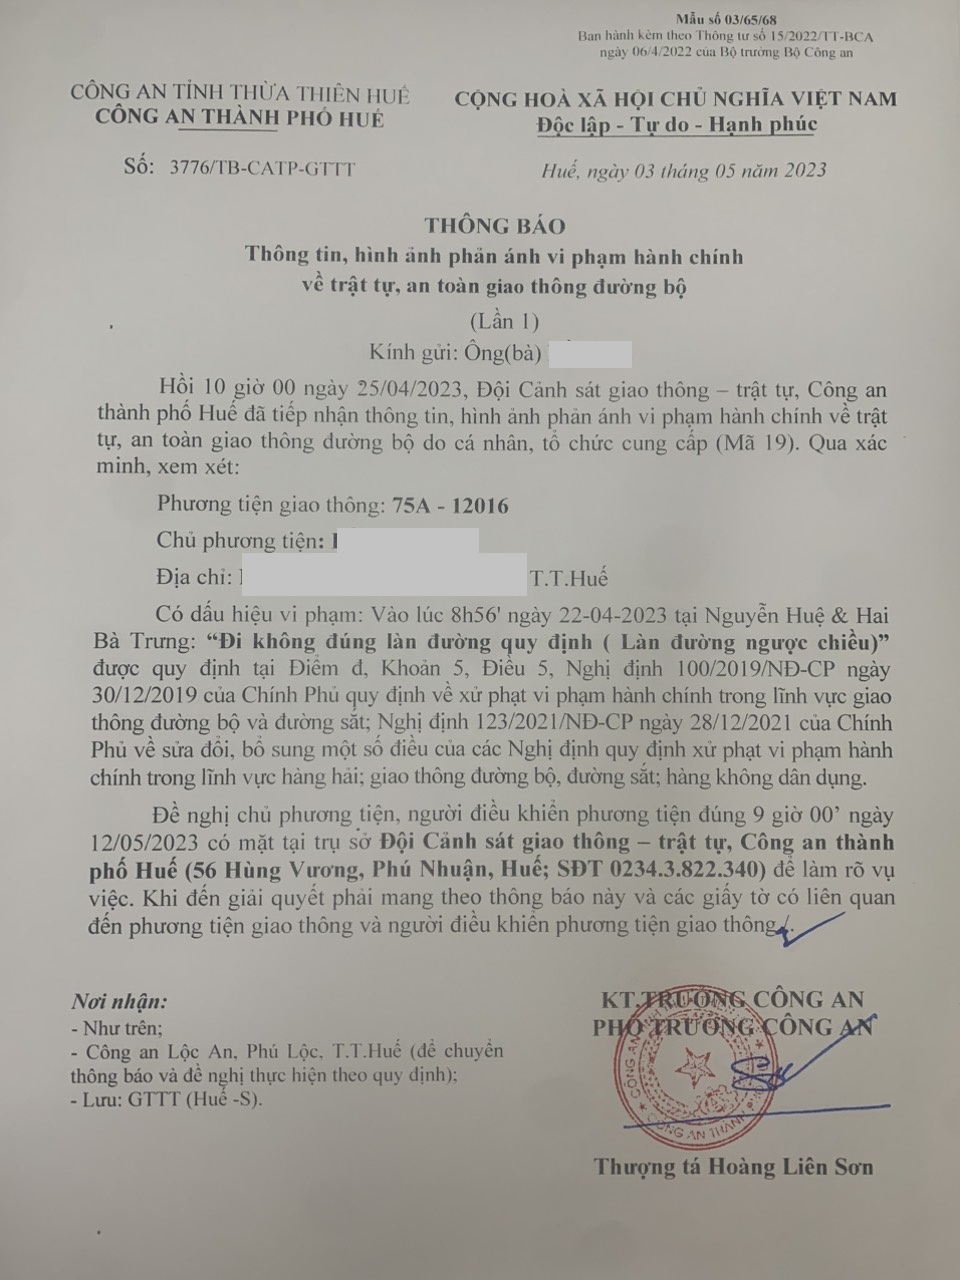 Mẫu số 03/65/68
Ban hành kèm theo Thông tư số 15/2022/TT-BCA
ngày 06/4/2022 của Bộ trưởng Bộ Công an
CÔNG AN TỈNH THỪA THIÊN HUẾ
CÔNG AN THÀNH PHỐ HUẾ
CỘNG HOÀ XÃ HỘI CHỦ NGHĨA VIỆT NAM
Độc lập - Tự do - Hạnh phúc
Số: 3776/TB-CATP-GTTT
Huế, ngày 03 tháng 05 năm 2023
THÔNG BÁO
Thông tin, hình ảnh phản ánh vi phạm hành chính
về trật tự, an toàn giao thông đường bộ
(Lần 1)
Kính gửi: Ông(bà)
Hồi 10 giờ 00 ngày 25/04/2023, Đội Cảnh sát giao thông – trật tự, Công an
thành phố Huế đã tiếp nhận thông tin, hình ảnh phản ánh vi phạm hành chính về trật
tự, an toàn giao thông đường bộ do cá nhân, tổ chức cung cấp (Mã 19). Qua xác
minh, xem xét:
Phương tiện giao thông: 75A - 12016
Chủ phương tiện:
Địa chỉ: T.T.Huế
Có dấu hiệu vi phạm: Vào lúc 8h56' ngày 22-04-2023 tại Nguyễn Huệ & Hai
Bà Trưng: “Đi không đúng làn đường quy định ( Làn đường ngược chiều)”
được quy định tại Điểm đ, Khoản 5, Điều 5, Nghị định 100/2019/NĐ-CP ngày
30/12/2019 của Chính Phủ quy định về xử phạt vi phạm hành chính trong lĩnh vực giao
thông đường bộ và đường sắt; Nghị định 123/2021/NĐ-CP ngày 28/12/2021 của Chính
Phủ về sửa đổi, bổ sung một số điều của các Nghị định quy định xử phạt vi phạm hành
chính trong lĩnh vực hàng hải; giao thông đường bộ, đường sắt; hàng không dân dụng.
Đề nghị chủ phương tiện, người điều khiển phương tiện đúng 9 giờ 00’ ngày
12/05/2023 có mặt tại trụ sở Đội Cảnh sát giao thông – trật tự, Công an thành
phố Huế (56 Hùng Vương, Phú Nhuận, Huế; SĐT 0234.3.822.340) để làm rõ vụ
việc. Khi đến giải quyết phải mang theo thông báo này và các giấy tờ có liên quan
đến phương tiện giao thông và người điều khiển phương tiện giao thông./.
Nơi nhận:
- Như trên;
- Công an Lộc An, Phú Lộc, T.T.Huế (để chuyển
thông báo và đề nghị thực hiện theo quy định);
- Lưu: GTTT (Huế -S).
KT.TRƯỞNG CÔNG AN
PHÓ TRƯỞNG CÔNG AN
Thượng tá Hoàng Liên Sơn